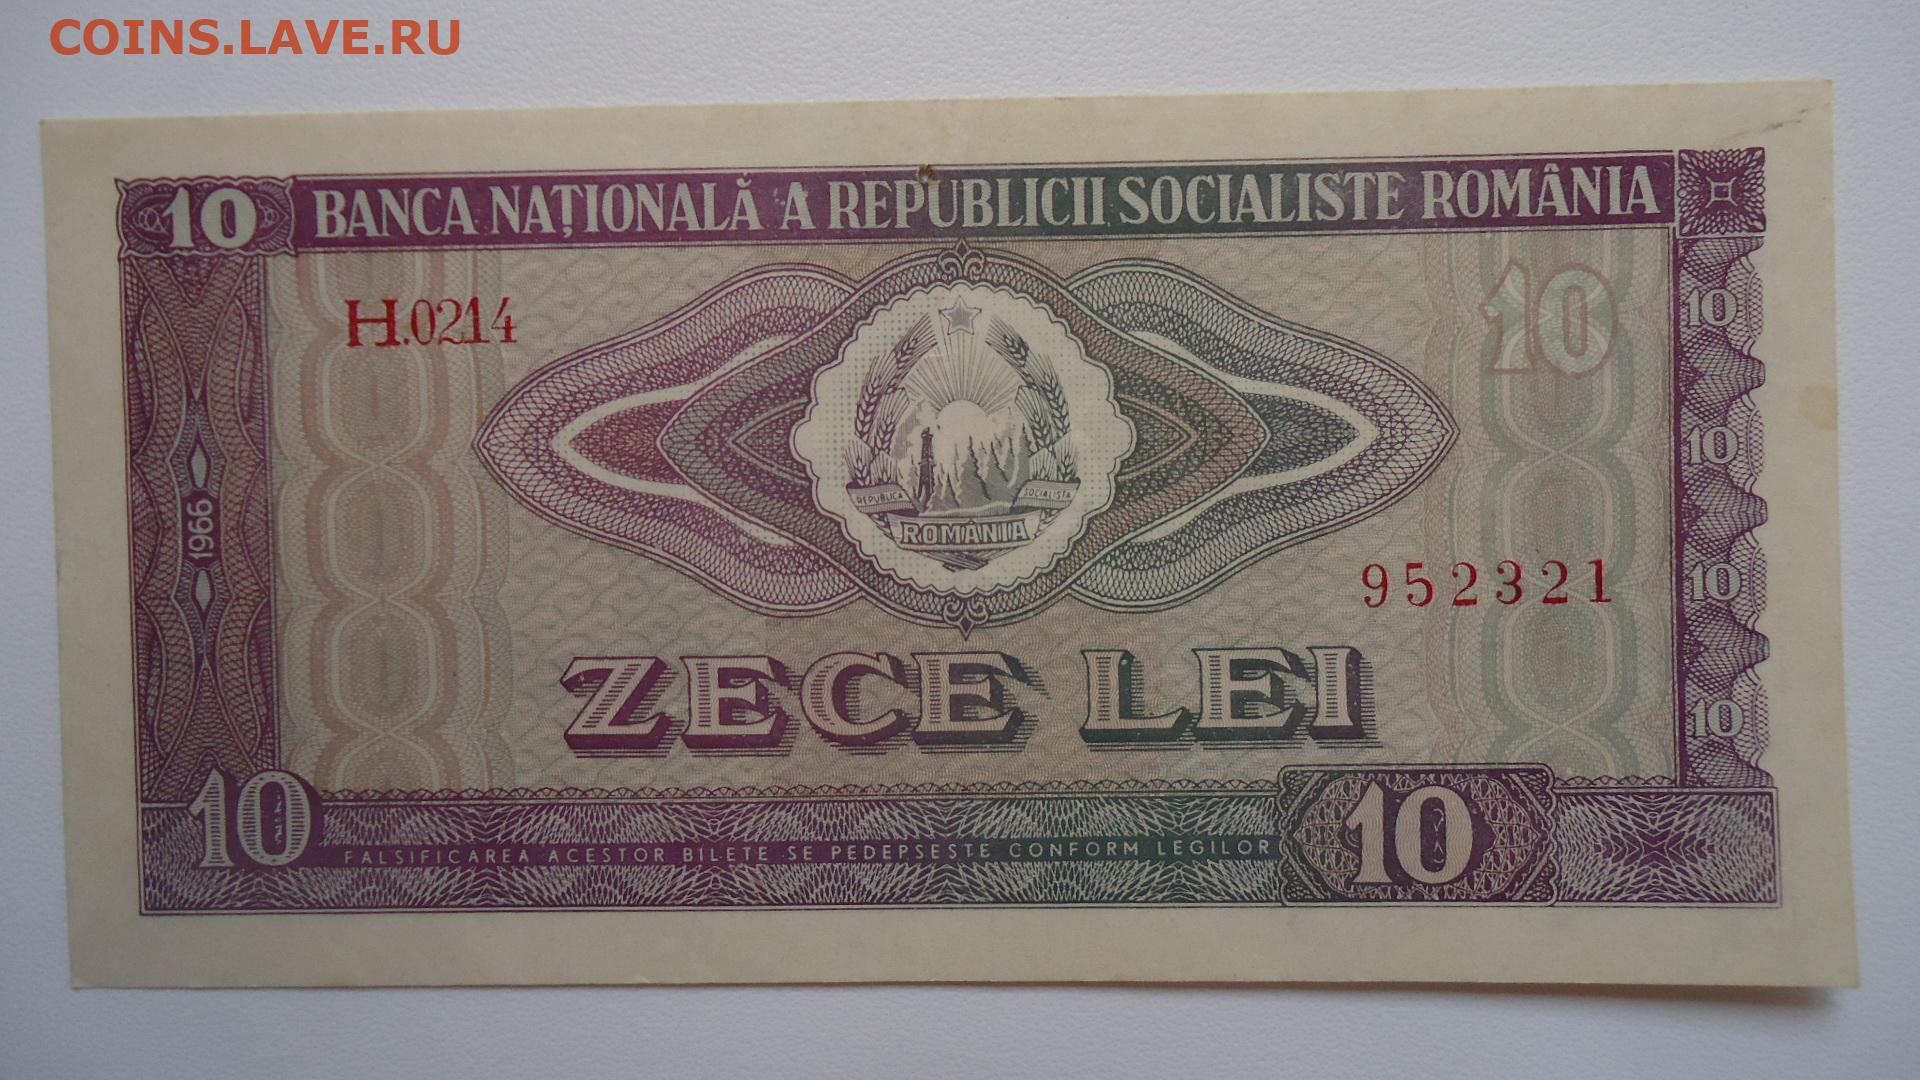 COINS.LAVE.RU
10 BANCA NAȚIONALĂ A REPUBLICII SOCIALISTE ROMÂNIA
H.0214
10
10
1966
REPUBLICA SOCIALISTA
ROMÂNIA
10
952321
10
ZECE LEI
10
10
FALSIFICAREA ACESTOR BILETE SE PEDEPSEȘTE CONFORM LEGILOR
10